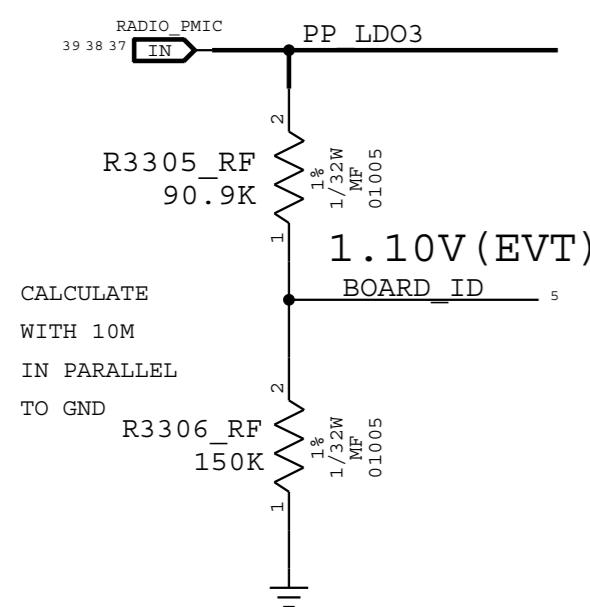 RADIO_PMIC
39 38 37
IN
PP_LDO3
2
R3305_RF
90.9K
1%
1/32W
MF
01005
1
1.10V(EVT)
BOARD_ID
5
CALCULATE
WITH 10M
IN PARALLEL
TO GND
2
R3306_RF
150K
1%
1/32W
MF
01005
1